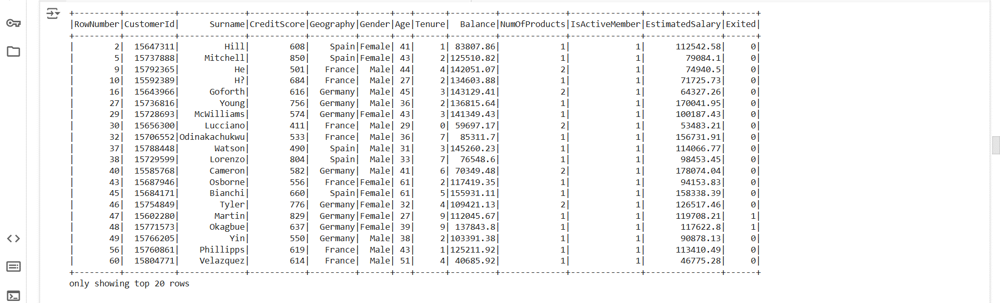 +---------+----------+-------------+-----------+---------+------+---+------+---------+-------------+--------------+---------------+------+
|RowNumber|CustomerId|      Surname|CreditScore|Geography|Gender|Age|Tenure|  Balance|NumOfProducts|IsActiveMember|EstimatedSalary|Exited|
+---------+----------+-------------+-----------+---------+------+---+------+---------+-------------+--------------+---------------+------+
|        2|  15647311|         Hill|        608|    Spain|Female| 41|     1| 83807.86|            1|             1|      112542.58|     0|
|        5|  15737888|     Mitchell|        850|    Spain|Female| 43|     2|125510.82|            1|             1|        79084.1|     0|
|        9|  15792365|           He|        501|   France|  Male| 44|     4|142051.07|            2|             1|        74940.5|     0|
|       10|  15592389|           H?|        684|   France|  Male| 27|     2|134603.88|            1|             1|       71725.73|     0|
|       16|  15643966|      Goforth|        616|  Germany|  Male| 45|     3|143129.41|            2|             1|       64327.26|     0|
|       27|  15736816|        Young|        756|  Germany|  Male| 36|     2|136815.64|            1|             1|      170041.95|     0|
|       29|  15728693|   McWilliams|        574|  Germany|Female| 43|     3|141349.43|            1|             1|      100187.43|     0|
|       30|  15656300|     Lucciano|        411|   France|  Male| 29|     0| 59697.17|            2|             1|       53483.21|     0|
|       32|  15706552|Odinakachukwu|        533|   France|  Male| 36|     7|  85311.7|            1|             1|      156731.91|     0|
|       37|  15788448|       Watson|        490|    Spain|  Male| 31|     3|145260.23|            1|             1|      114066.77|     0|
|       38|  15729599|      Lorenzo|        804|    Spain|  Male| 33|     7|  76548.6|            1|             1|       98453.45|     0|
|       40|  15585768|      Cameron|        582|  Germany|  Male| 41|     6| 70349.48|            2|             1|      178074.04|     0|
|       43|  15687946|      Osborne|        556|   France|Female| 61|     2|117419.35|            1|             1|       94153.83|     0|
|       45|  15684171|      Bianchi|        660|    Spain|Female| 61|     5|155931.11|            1|             1|      158338.39|     0|
|       46|  15754849|        Tyler|        776|  Germany|Female| 32|     4|109421.13|            2|             1|      126517.46|     0|
|       47|  15602280|       Martin|        829|  Germany|Female| 27|     9|112045.67|            1|             1|      119708.21|     1|
|       48|  15771573|      Okagbue|        637|  Germany|Female| 39|     9| 137843.8|            1|             1|       117622.8|     1|
|       49|  15766205|          Yin|        550|  Germany|  Male| 38|     2|103391.38|            1|             1|       90878.13|     0|
|       56|  15760861|    Phillipps|        619|   France|  Male| 43|     1|125211.92|            1|             1|      113410.49|     0|
|       60|  15804771|    Velazquez|        614|   France|  Male| 51|     4| 40685.92|            1|             1|       46775.28|     0|
+---------+----------+-------------+-----------+---------+------+---+------+---------+-------------+--------------+---------------+------+
only showing top 20 rows